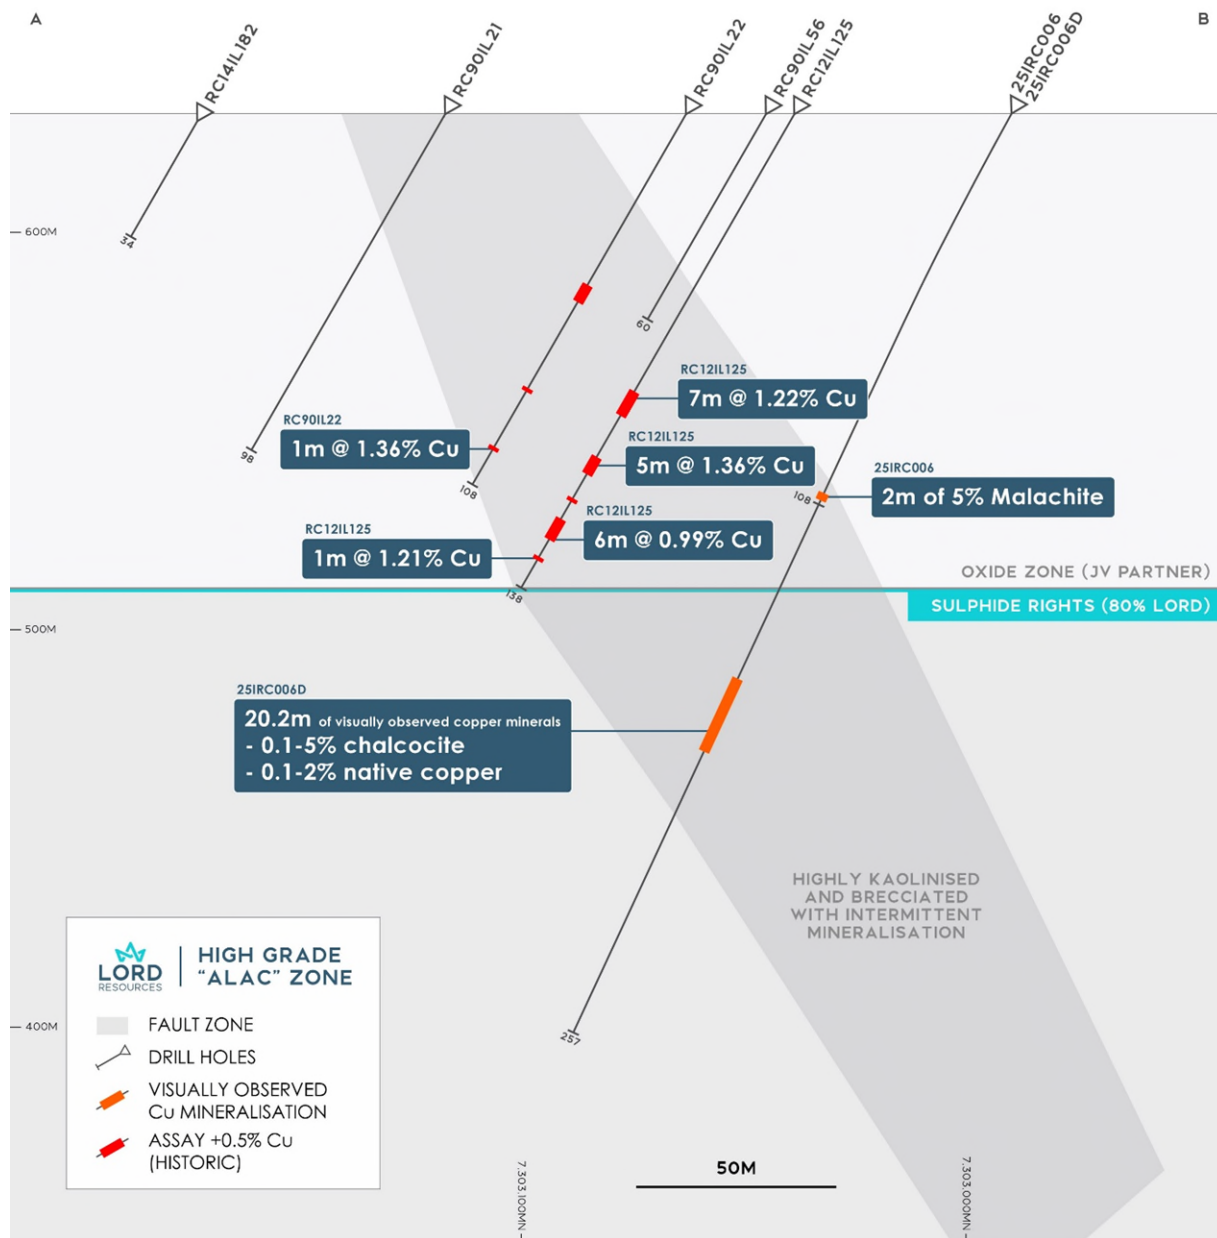 A
B
RC14IL182
RC90IL21
RC90IL22
RC90IL56
RC12IL125
25IRC006
25IRC006D
600M
34
60
RC12IL125
7m @ 1.22% Cu
RC90IL22
1m @ 1.36% Cu
98
RC12IL125
5m @ 1.36% Cu
25IRC006
2m of 5% Malachite
108
108
RC12IL125
6m @ 0.99% Cu
RC12IL125
1m @ 1.21% Cu
OXIDE ZONE (JV PARTNER)
138
SULPHIDE RIGHTS (80% LORD)
500M
25IRC006D
20.2m of visually observed copper minerals
- 0.1-5% chalcocite
- 0.1-2% native copper
HIGHLY KAOLINISED
AND BRECCIATED
WITH INTERMITTENT
MINERALISATION
400M
257
LORD
RESOURCES
HIGH GRADE
"ALAC" ZONE
FAULT ZONE
DRILL HOLES
VISUALLY OBSERVED
Cu MINERALISATION
ASSAY +0.5% Cu
(HISTORIC)
50M
7,303,100MN
7,303,000MN